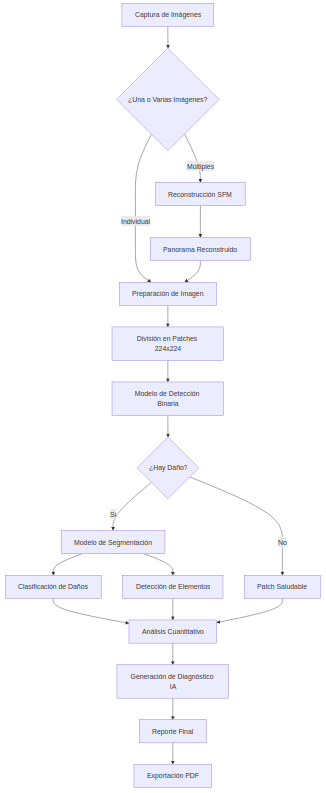 Captura de Imágenes
¿Una o Varias Imágenes?
Múltiples
Reconstrucción SFM
Individual
Panorama Reconstruido
Preparación de Imagen
División en Patches
224x224
Modelo de Detección
Binaria
¿Hay Daño?
Sí
No
Modelo de Segmentación
Clasificación de Daños
Detección de Elementos
Patch Saludable
Análisis Cuantitativo
Generación de Diagnóstico
IA
Reporte Final
Exportación PDF